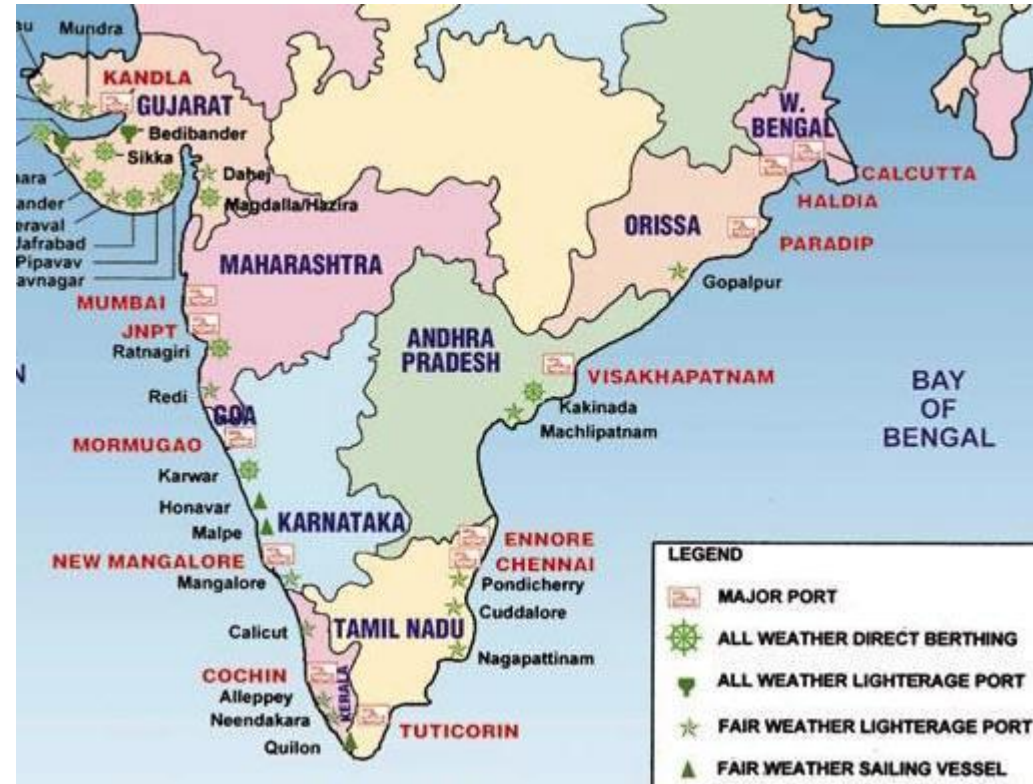 Mundra
KANDLA
GUJARAT
Bedibander
Sikka
Dahej
Magdalla/Hazira
Jafrabad
Pipavav
MUMBAI
JNPT
Ratnagiri
Redi
GOA
MORMUGAO
Karwar
Honavar
Malpe
NEW MANGALORE
Mangalore
Calicut
COCHIN
Alleppey
Neendakara
Quilon
MAHARASHTRA
KARNATAKA
KERALA
TAMIL NADU
ANDHRA
PRADESH
ORISSA
W.
BENGAL
CALCUTTA
HALDIA
PARADIP
Gopalpur
VISAKHAPATNAM
Kakinada
Machlipatnam
ENNORE
CHENNAI
Pondicherry
Cuddalore
Nagapattinam
TUTICORIN
BAY
OF
BENGAL
LEGEND
MAJOR PORT
ALL WEATHER DIRECT BERTHING
ALL WEATHER LIGHTERAGE PORT
FAIR WEATHER LIGHTERAGE PORT
FAIR WEATHER SAILING VESSEL